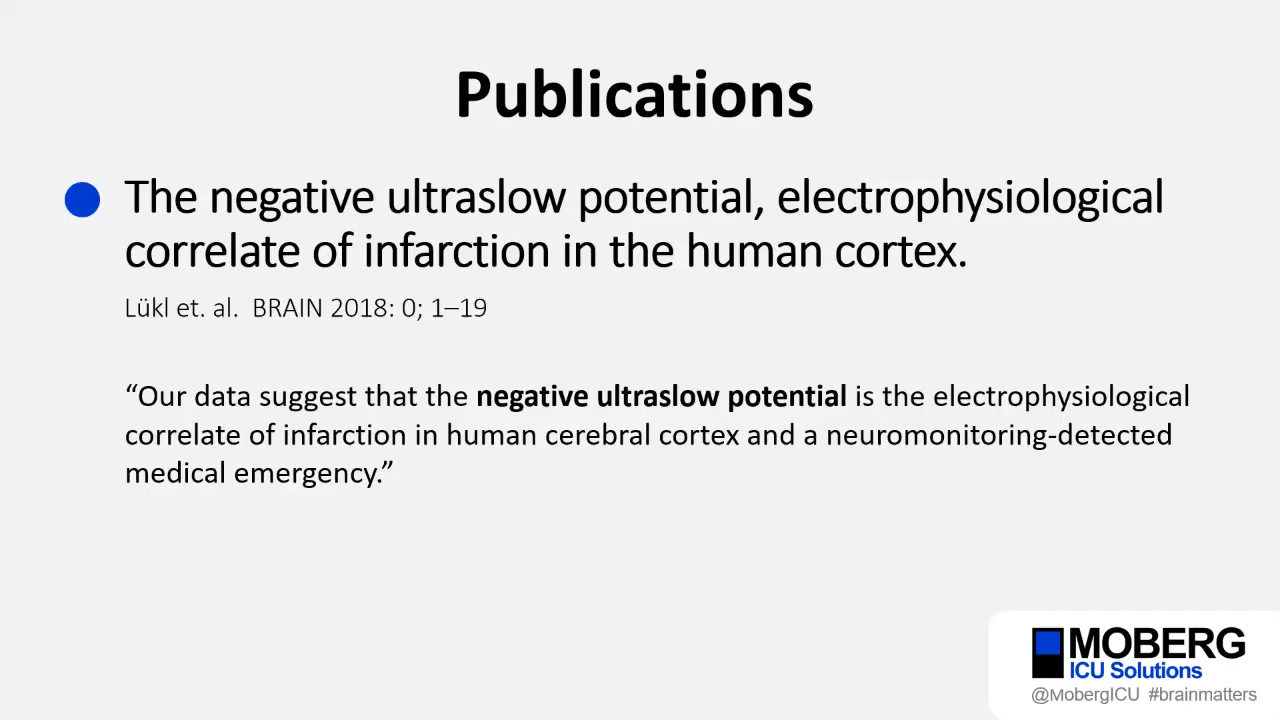 Publications
The negative ultraslow potential, electrophysiological
correlate of infarction in the human cortex.
Lükl et. al.  BRAIN 2018: 0; 1–19
“Our data suggest that the negative ultraslow potential is the electrophysiological
correlate of infarction in human cerebral cortex and a neuromonitoring-detected
medical emergency.”
MOBERG
ICU Solutions
@MobergICU  #brainmatters